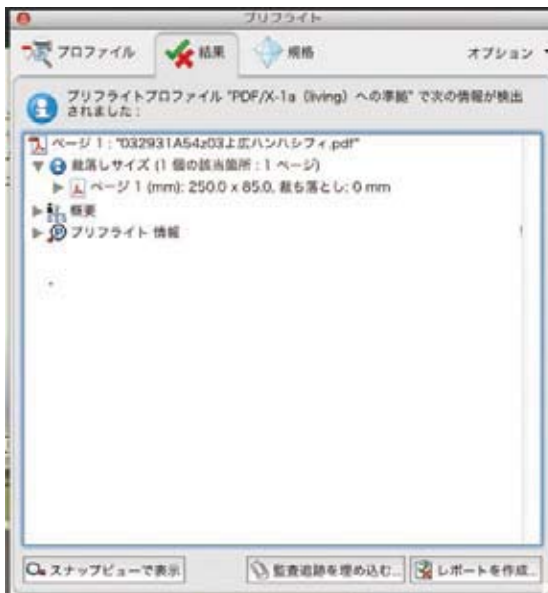 プリフライト
プロファイル 結果 規格 オプション
プリフライトプロファイル "PDF/X-1a (living) への準拠" で次の情報が検出
されました :
ページ 1 : "032931A54z03上広ハンハシフィ.pdf"
裁落しサイズ (1 個の該当箇所 : 1 ページ)
ページ 1 (mm): 250.0 x 85.0, 裁ち落とし: 0 mm
概要
プリフライト 情報
スナップビューで表示 監査追跡を埋め込む... レポートを作成...